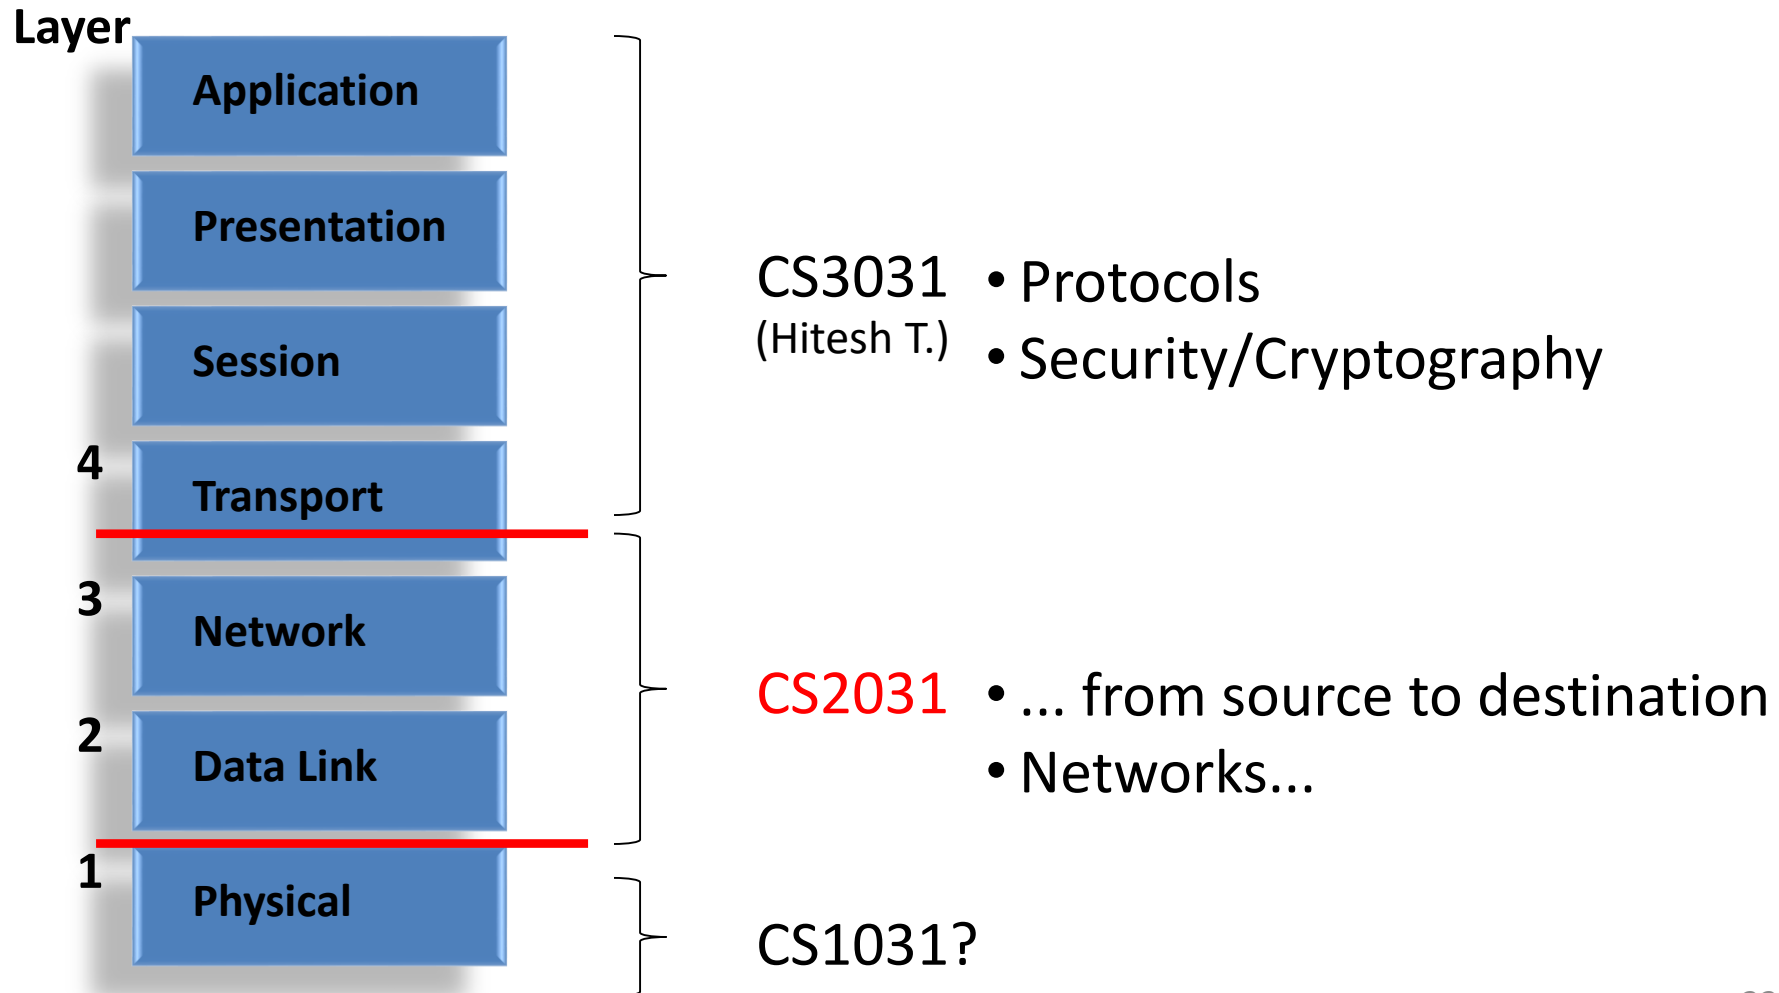 Layer
Application
Presentation
Session
4
Transport
3
Network
2
Data Link
1
Physical
CS3031
(Hitesh T.)
• Protocols
• Security/Cryptography
CS2031
• ... from source to destination
• Networks...
CS1031?